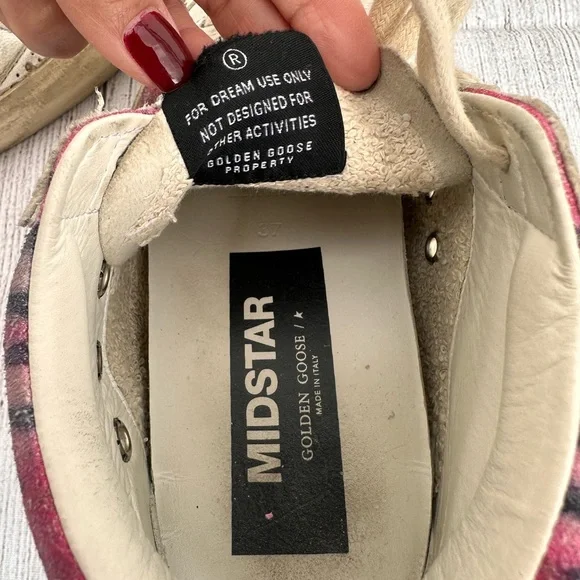 ®
FOR DREAM USE ONLY
NOT DESIGNED FOR
OTHER ACTIVITIES
GOLDEN GOOSE
PROPERTY
37
MIDSTAR
GOLDEN GOOSE /
MADE IN ITALY